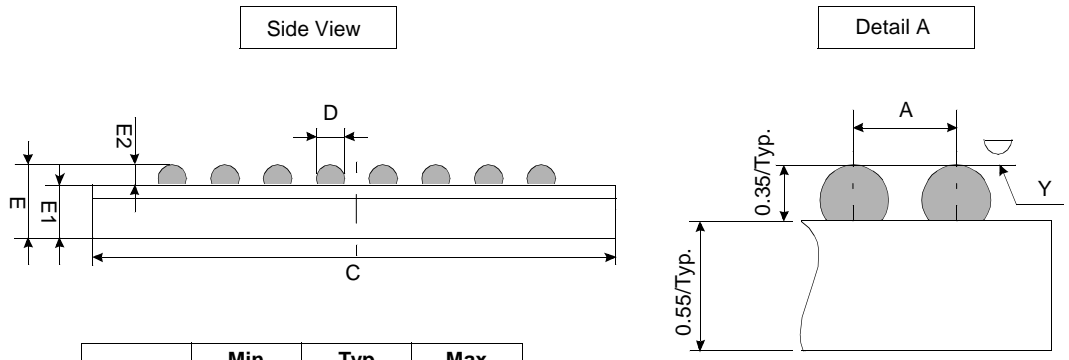 Side View
Detail A
D
A
E2
E
E1
C
0.35/Typ.
Y
0.55/Typ.
Min Typ Max